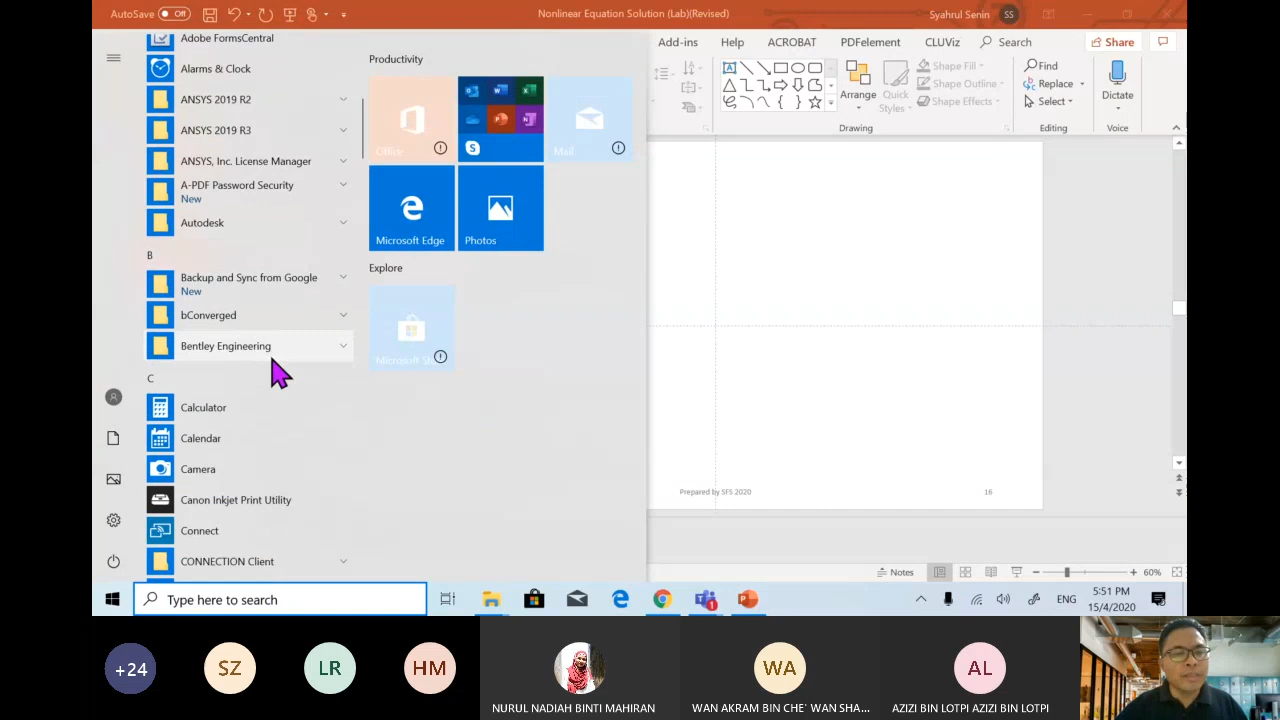 AutoSave Off
Nonlinear Equation Solution (Lab)(Revised)
Syahrul Senin SS
Add-ins Help ACROBAT PDFelement CLUViz Search Share
Shape Fill
Shape Outline
Shape Effects
Arrange
Quick
Styles
Find
Replace
Select
Dictate
Drawing
Editing
Voice
Adobe FormsCentral
Alarms & Clock
ANSYS 2019 R2
ANSYS 2019 R3
ANSYS, Inc. License Manager
A-PDF Password Security
New
Autodesk
B
Backup and Sync from Google
New
bConverged
Bentley Engineering
C
Calculator
Calendar
Camera
Canon Inkjet Print Utility
Connect
CONNECTION Client
Productivity
Office
Mail
Microsoft Edge
Photos
Explore
Prepared by SFS 2020
16
Notes
60%
Type here to search
1
ENG
5:51 PM
15/4/2020
+24
SZ
LR
HM
WA
AL
NURUL NADIAH BINTI MAHIRAN
WAN AKRAM BIN CHE' WAN SHA...
AZIZI BIN LOTPI AZIZI BIN LOTPI